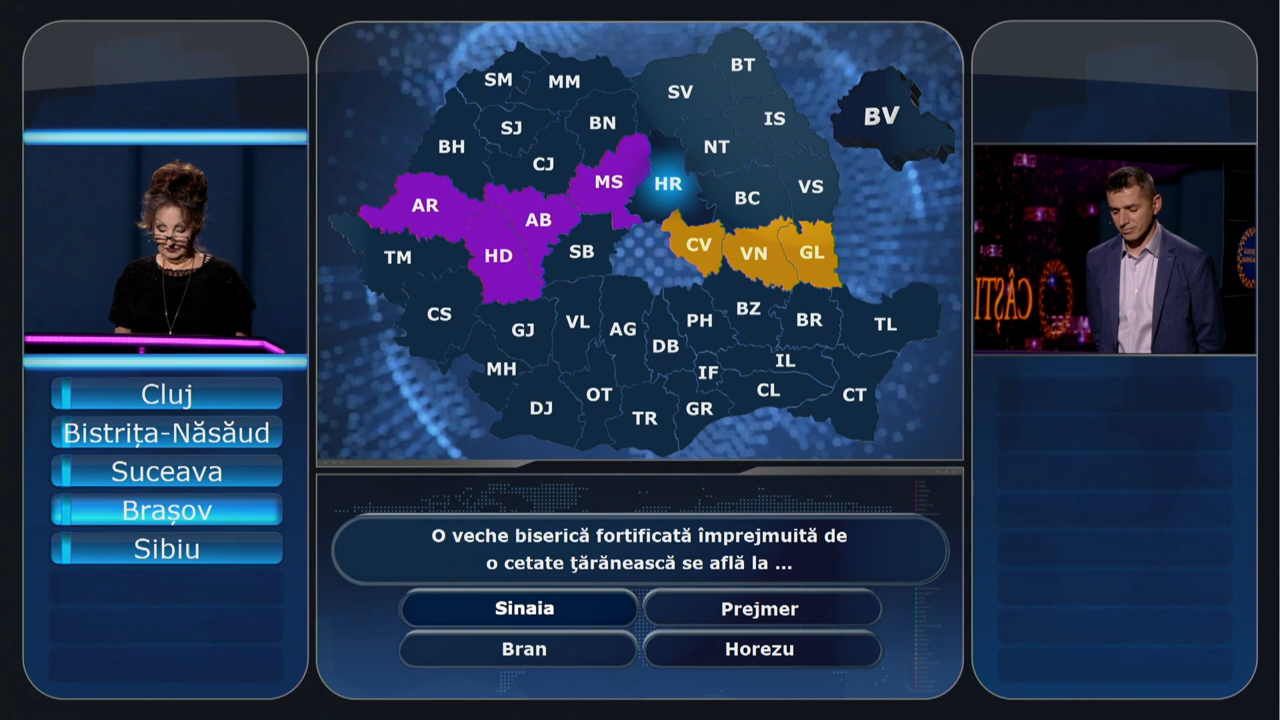 Cluj
Bistrița-Năsăud
Suceava
Brașov
Sibiu
BT
SM
MM
SV
BV
IS
BN
SJ
BH
NT
CJ
MS
HR
VS
BC
AR
AB
CV
GL
SB
VN
HD
TM
BZ
CS
VL
PH
BR
TL
GJ
AG
DB
IL
MH
IF
CL
OT
CT
DJ
GR
TR
O veche biserică fortificată împrejmuită de
o cetate ţărănească se află la ...
Sinaia
Prejmer
Bran
Horezu